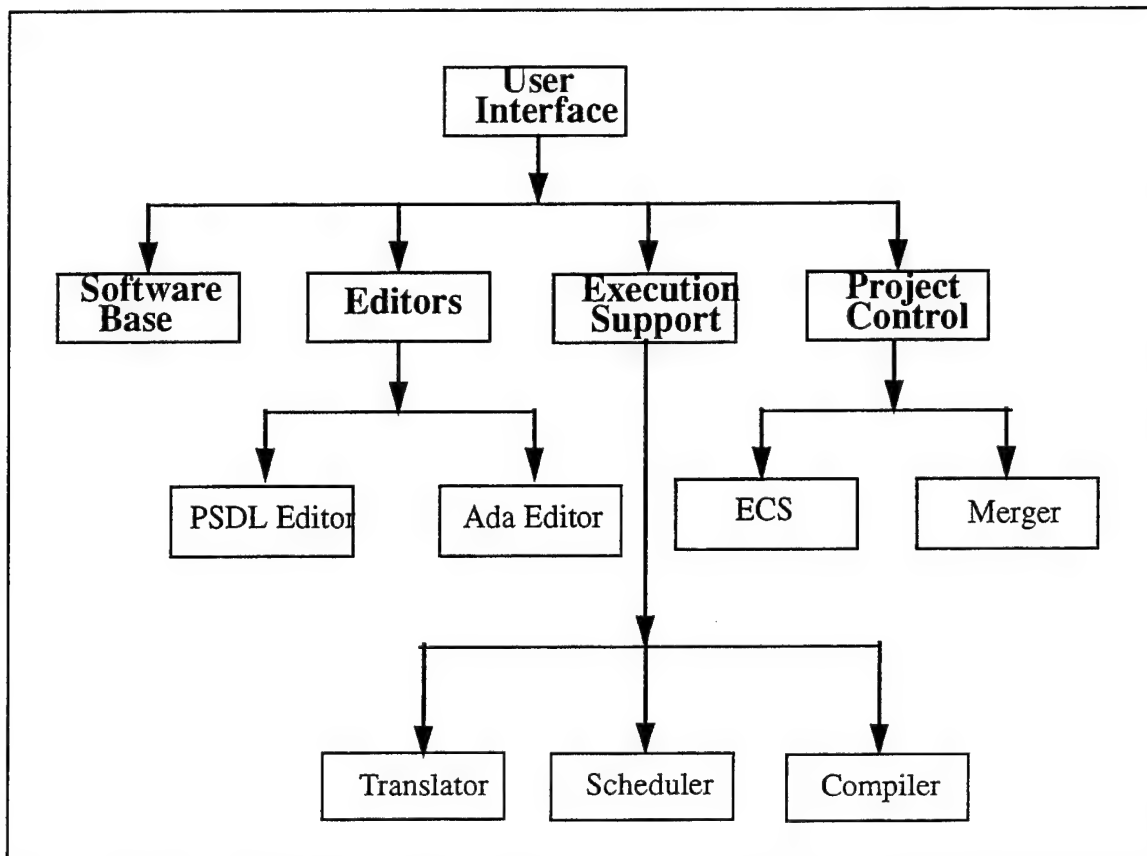 User
Interface
Software
Base
Editors
Execution
Support
Project
Control
PSDL Editor
Ada Editor
ECS
Merger
Translator
Scheduler
Compiler